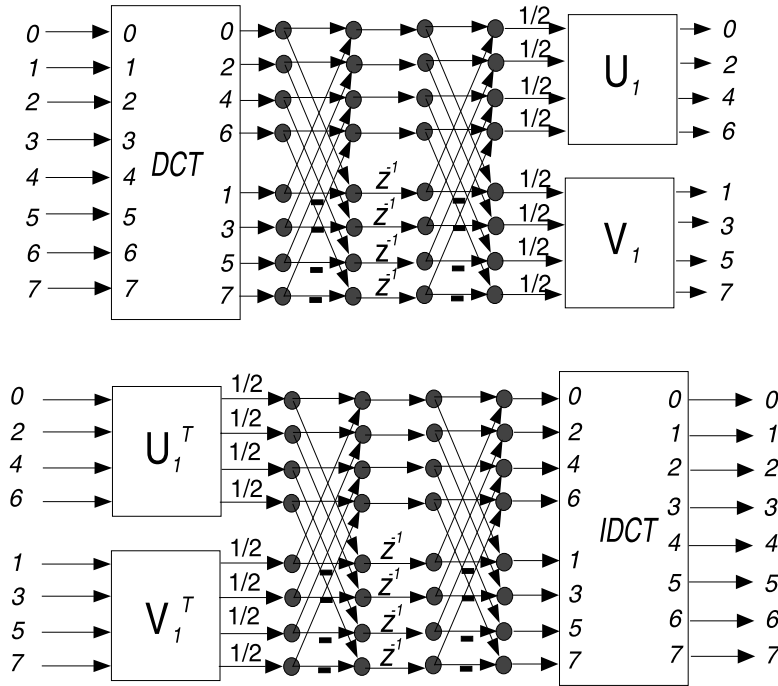 0 0 0 1/2 0
1 1 2 1/2 U1 2
2 2 4 1/2 4
3 3 6 1/2 6
DCT
4 4 1 z-1 1/2 1
5 5 3 z-1 1/2 V1 3
6 6 5 z-1 1/2 5
7 7 7 z-1 1/2 7
0 1/2 0 0 0
2 U1T 1/2 2 1 1
4 1/2 4 2 2
6 1/2 6 3 3
IDCT 4 4
1 1/2 z-1 1
3 V1T 1/2 z-1 3 5 5
5 1/2 z-1 5 6 6
7 1/2 z-1 7 7 7